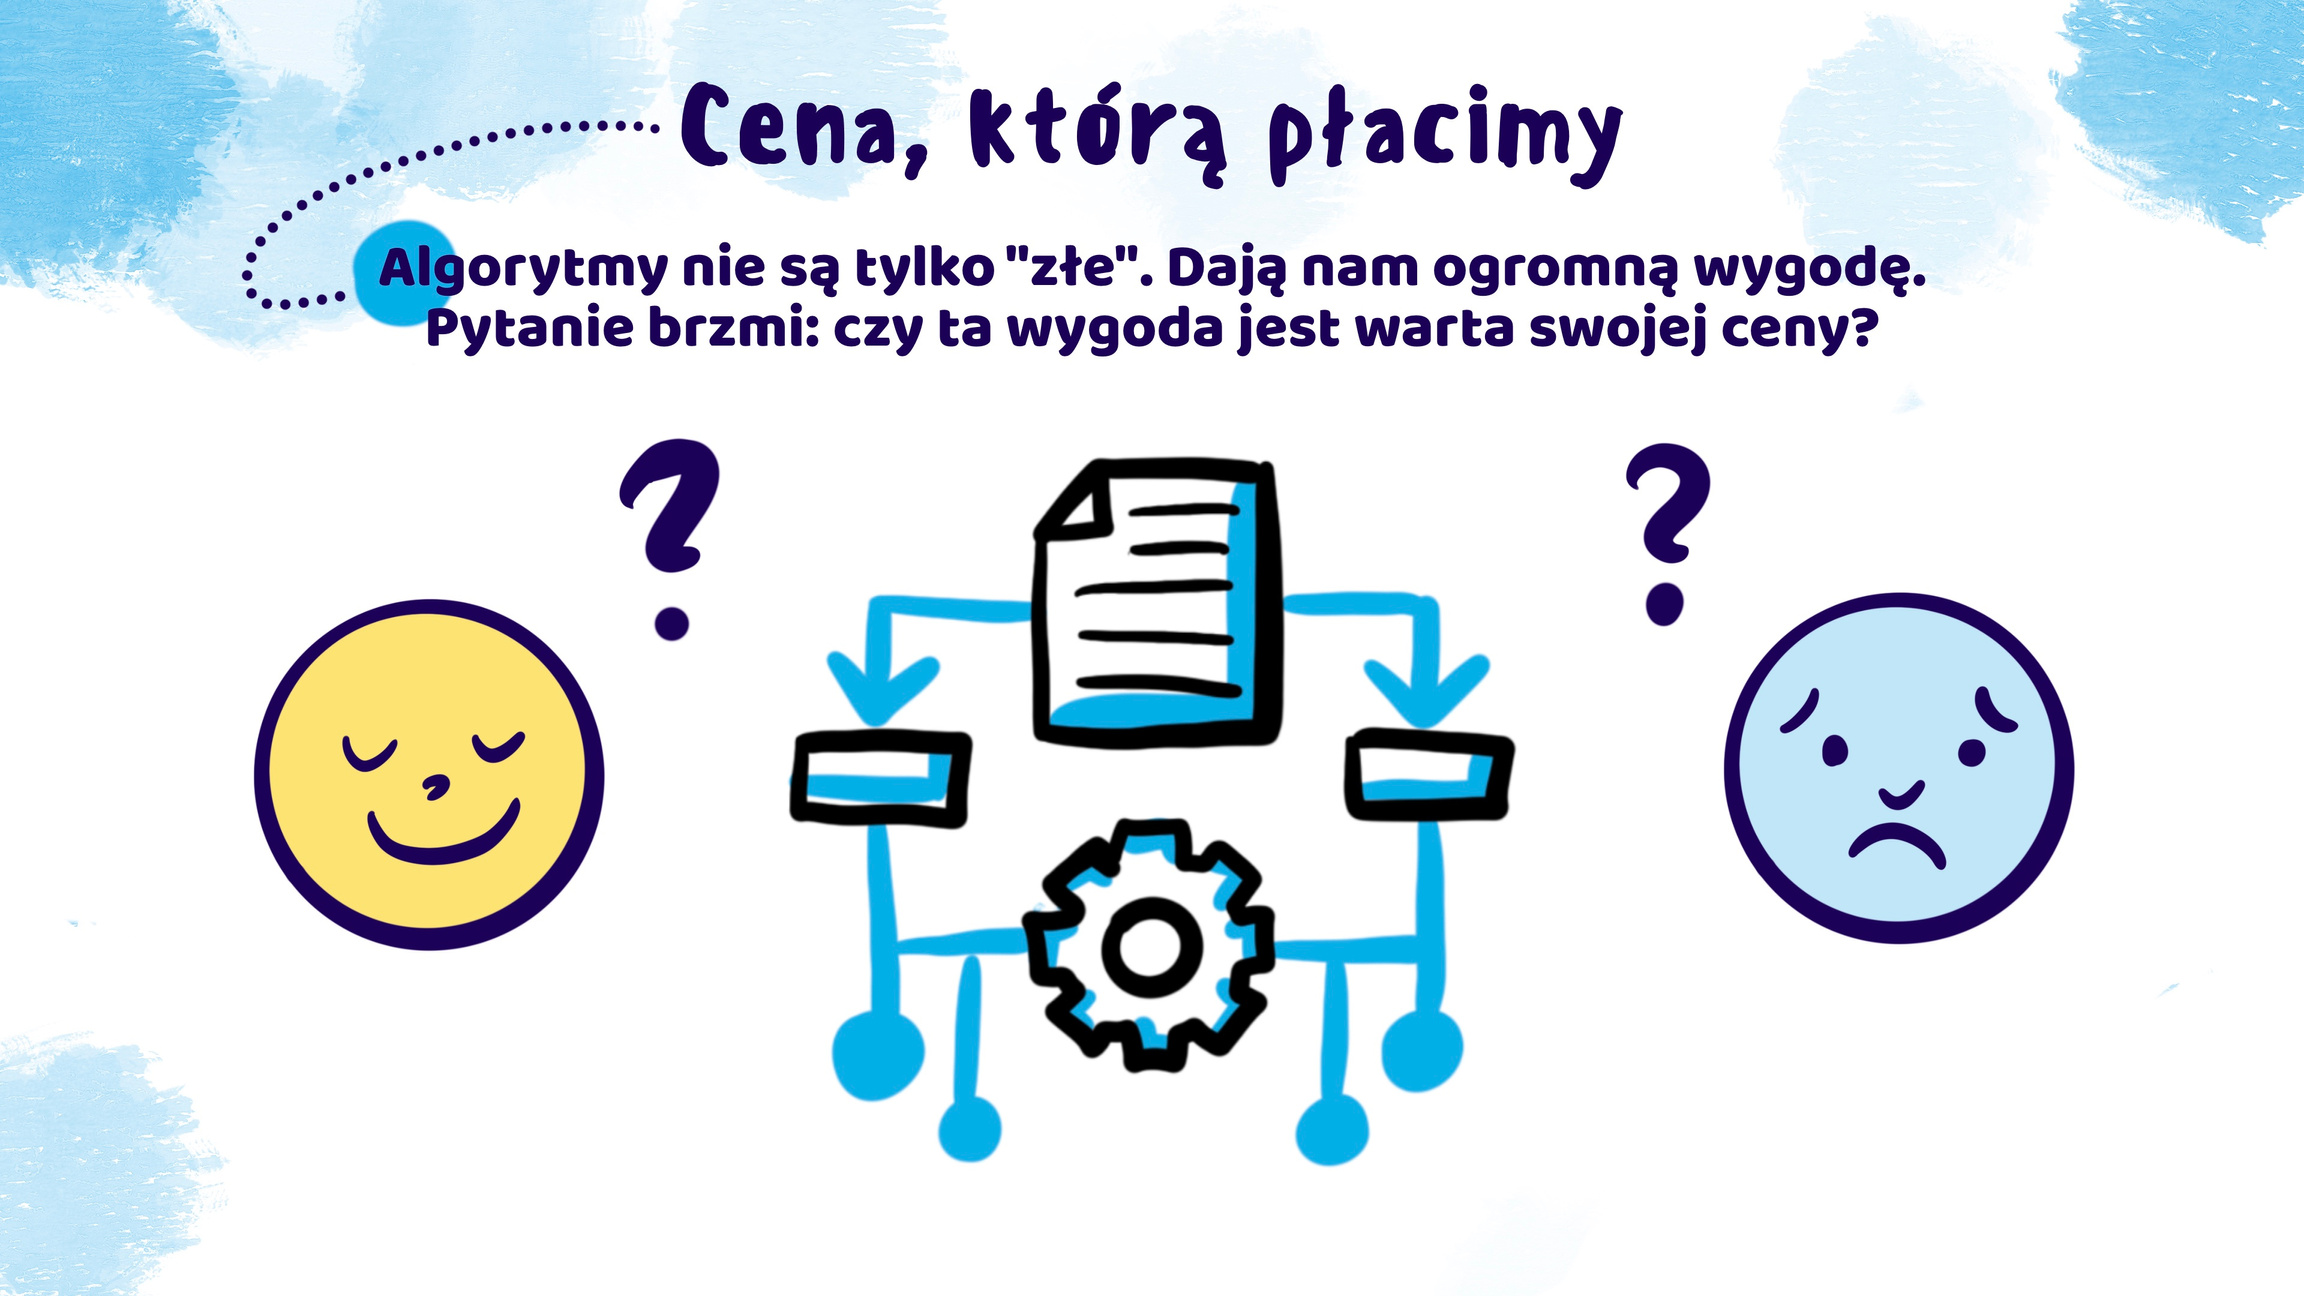 Cena, którą płacimy
Algorytmy nie są tylko "złe". Dają nam ogromną wygodę.
Pytanie brzmi: czy ta wygoda jest warta swojej ceny?
?
?